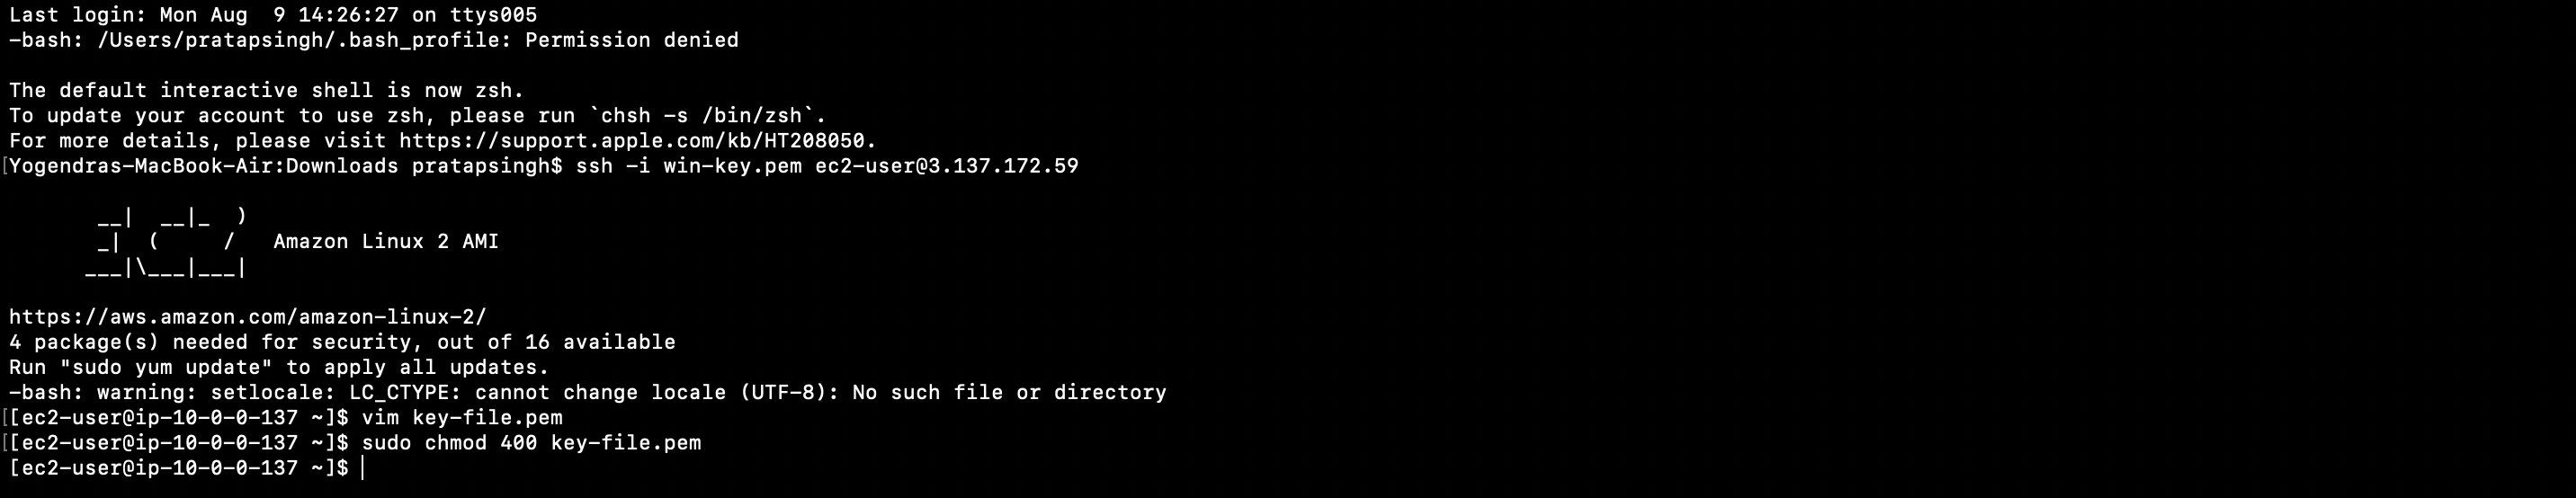 Last login: Mon Aug  9 14:26:27 on ttys005
-bash: /Users/pratapsingh/.bash_profile: Permission denied

The default interactive shell is now zsh.
To update your account to use zsh, please run `chsh -s /bin/zsh`.
For more details, please visit https://support.apple.com/kb/HT208050.
[Yogendras-MacBook-Air:Downloads pratapsingh$ ssh -i win-key.pem ec2-user@3.137.172.59

       __|  __|_  )
       _|  (     /   Amazon Linux 2 AMI
      ___|\___|___|

https://aws.amazon.com/amazon-linux-2/
4 package(s) needed for security, out of 16 available
Run "sudo yum update" to apply all updates.
-bash: warning: setlocale: LC_CTYPE: cannot change locale (UTF-8): No such file or directory
[[ec2-user@ip-10-0-0-137 ~]$ vim key-file.pem
[[ec2-user@ip-10-0-0-137 ~]$ sudo chmod 400 key-file.pem
[ec2-user@ip-10-0-0-137 ~]$